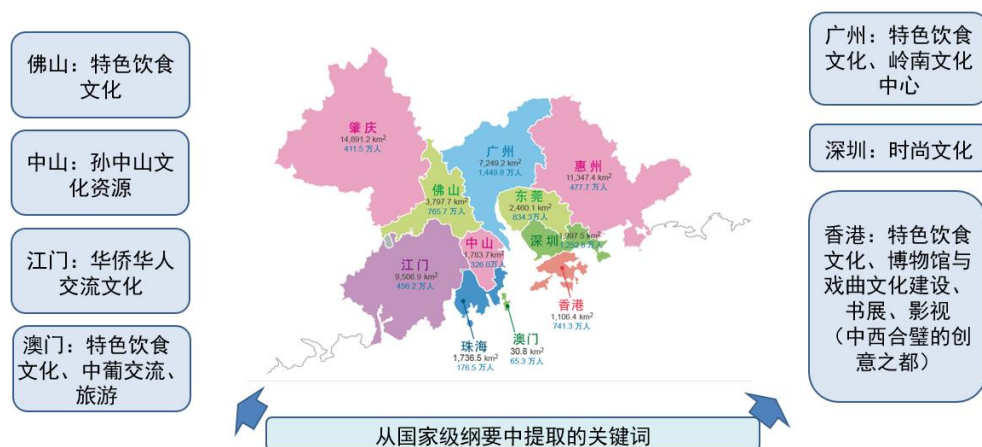 佛山：特色饮食
文化
中山：孙中山文
化资源
江门：华侨华人
交流文化
澳门：特色饮食
文化、中葡交流、
旅游
肇庆
14,891.2 km²
411.5 万人
广州
7,249.2 km²
1,449.8 万人
惠州
11,347.4 km²
477.7 万人
佛山
3,797.7 km²
765.7 万人
东莞
2,460.1 km²
834.3万人
中山
1,783.7 km²
326.0万人
深圳
1,997.5 km²
1,252.8 万人
江门
9,506.9 km²
456.2 万人
香港
1,106.4 km²
741.3 万人
珠海
1,736.5 km²
176.5 万人
澳门
30.8 km²
65.3 万人
广州：特色饮食
文化、岭南文化
中心
深圳：时尚文化
香港：特色饮食
文化、博物馆与
戏曲文化建设、
书展、影视
（中西合璧的创
意之都）
从国家级纲要中提取的关键词